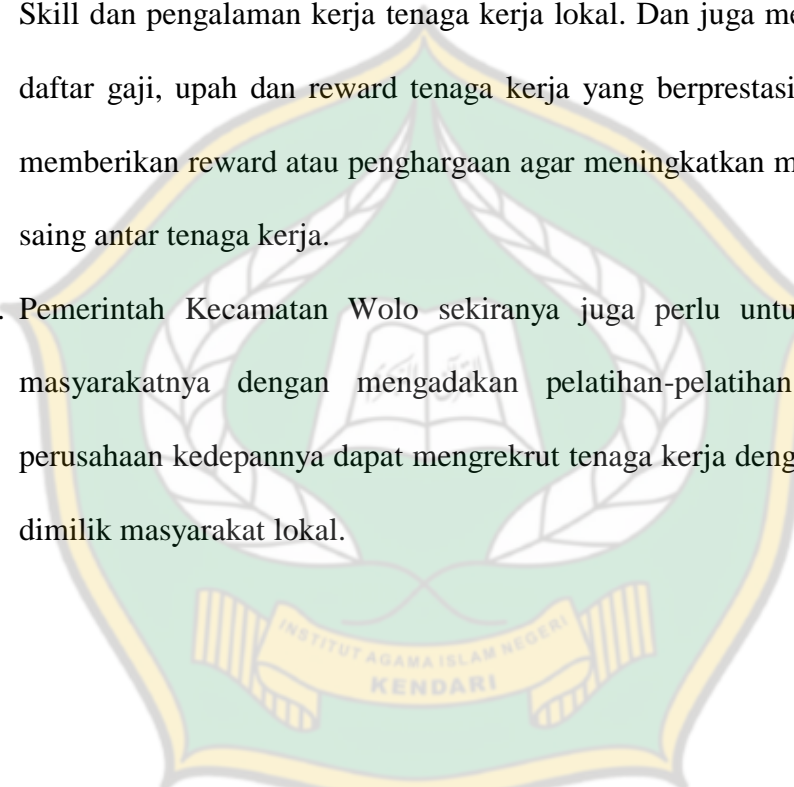 Skill dan pengalaman kerja tenaga kerja lokal. Dan juga me
daftar gaji, upah dan reward tenaga kerja yang berprestasi
memberikan reward atau penghargaan agar meningkatkan m
saing antar tenaga kerja.
. Pemerintah Kecamatan Wolo sekiranya juga perlu untu
masyarakatnya dengan mengadakan pelatihan-pelatihan
perusahaan kedepannya dapat mengrekrut tenaga kerja deng
dimilik masyarakat lokal.
INSTITUT AGAMA ISLAM NEGERI
KENDARI